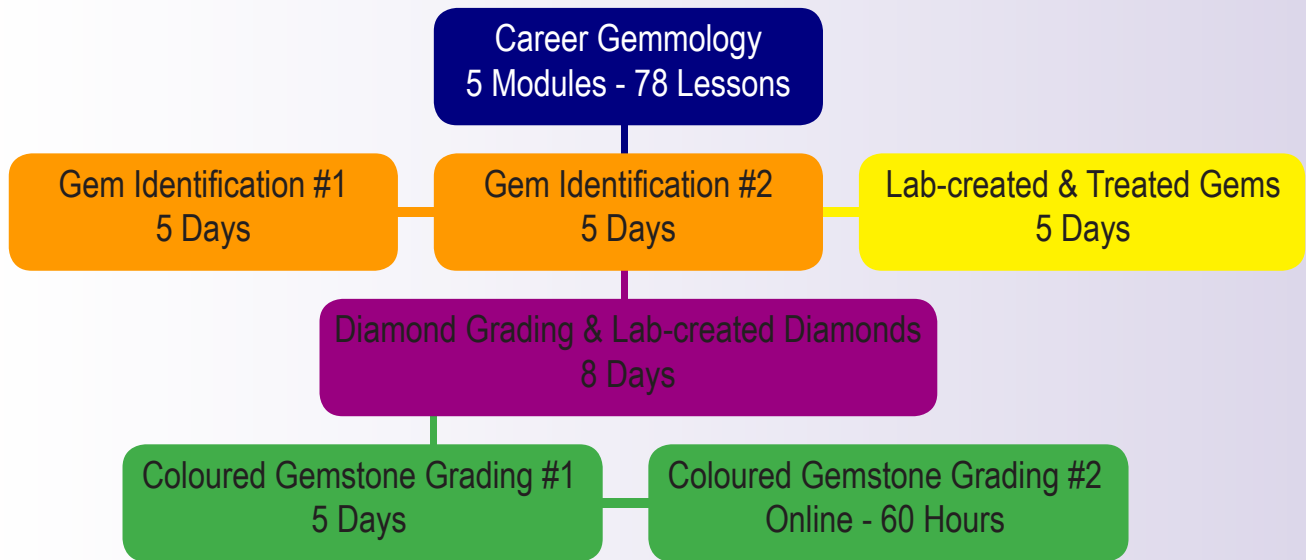 Career Gemmology
5 Modules - 78 Lessons
Gem Identification #1
5 Days
Gem Identification #2
5 Days
Lab-created & Treated Gems
5 Days
Diamond Grading & Lab-created Diamonds
8 Days
Coloured Gemstone Grading #1
5 Days
Coloured Gemstone Grading #2
Online - 60 Hours